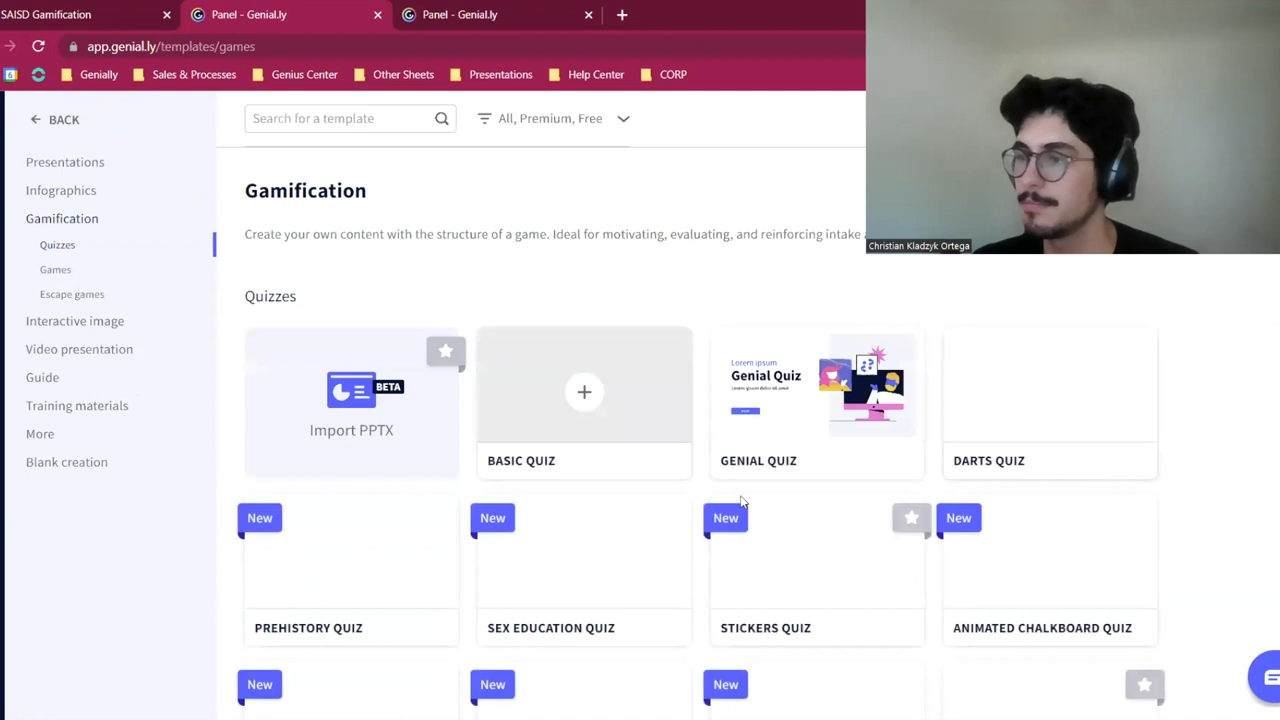 SAISD Gamification
Panel - Genial.ly
Panel - Genial.ly
app.genial.ly/templates/games
6
Genially
Sales & Processes
Genius Center
Other Sheets
Presentations
Help Center
CORP
BACK
Search for a template
All, Premium, Free
Presentations
Infographics
Gamification
Quizzes
Games
Escape games
Interactive image
Video presentation
Guide
Training materials
More
Blank creation
Gamification
Create your own content with the structure of a game. Ideal for motivating, evaluating, and reinforcing intake
Christian Kladzyk Ortega
Quizzes
BETA
Import PPTX
BASIC QUIZ
Lorem ipsum
Genial Quiz
GENIAL QUIZ
DARTS QUIZ
New
New
New
New
PREHISTORY QUIZ
SEX EDUCATION QUIZ
STICKERS QUIZ
ANIMATED CHALKBOARD QUIZ
New
New
New